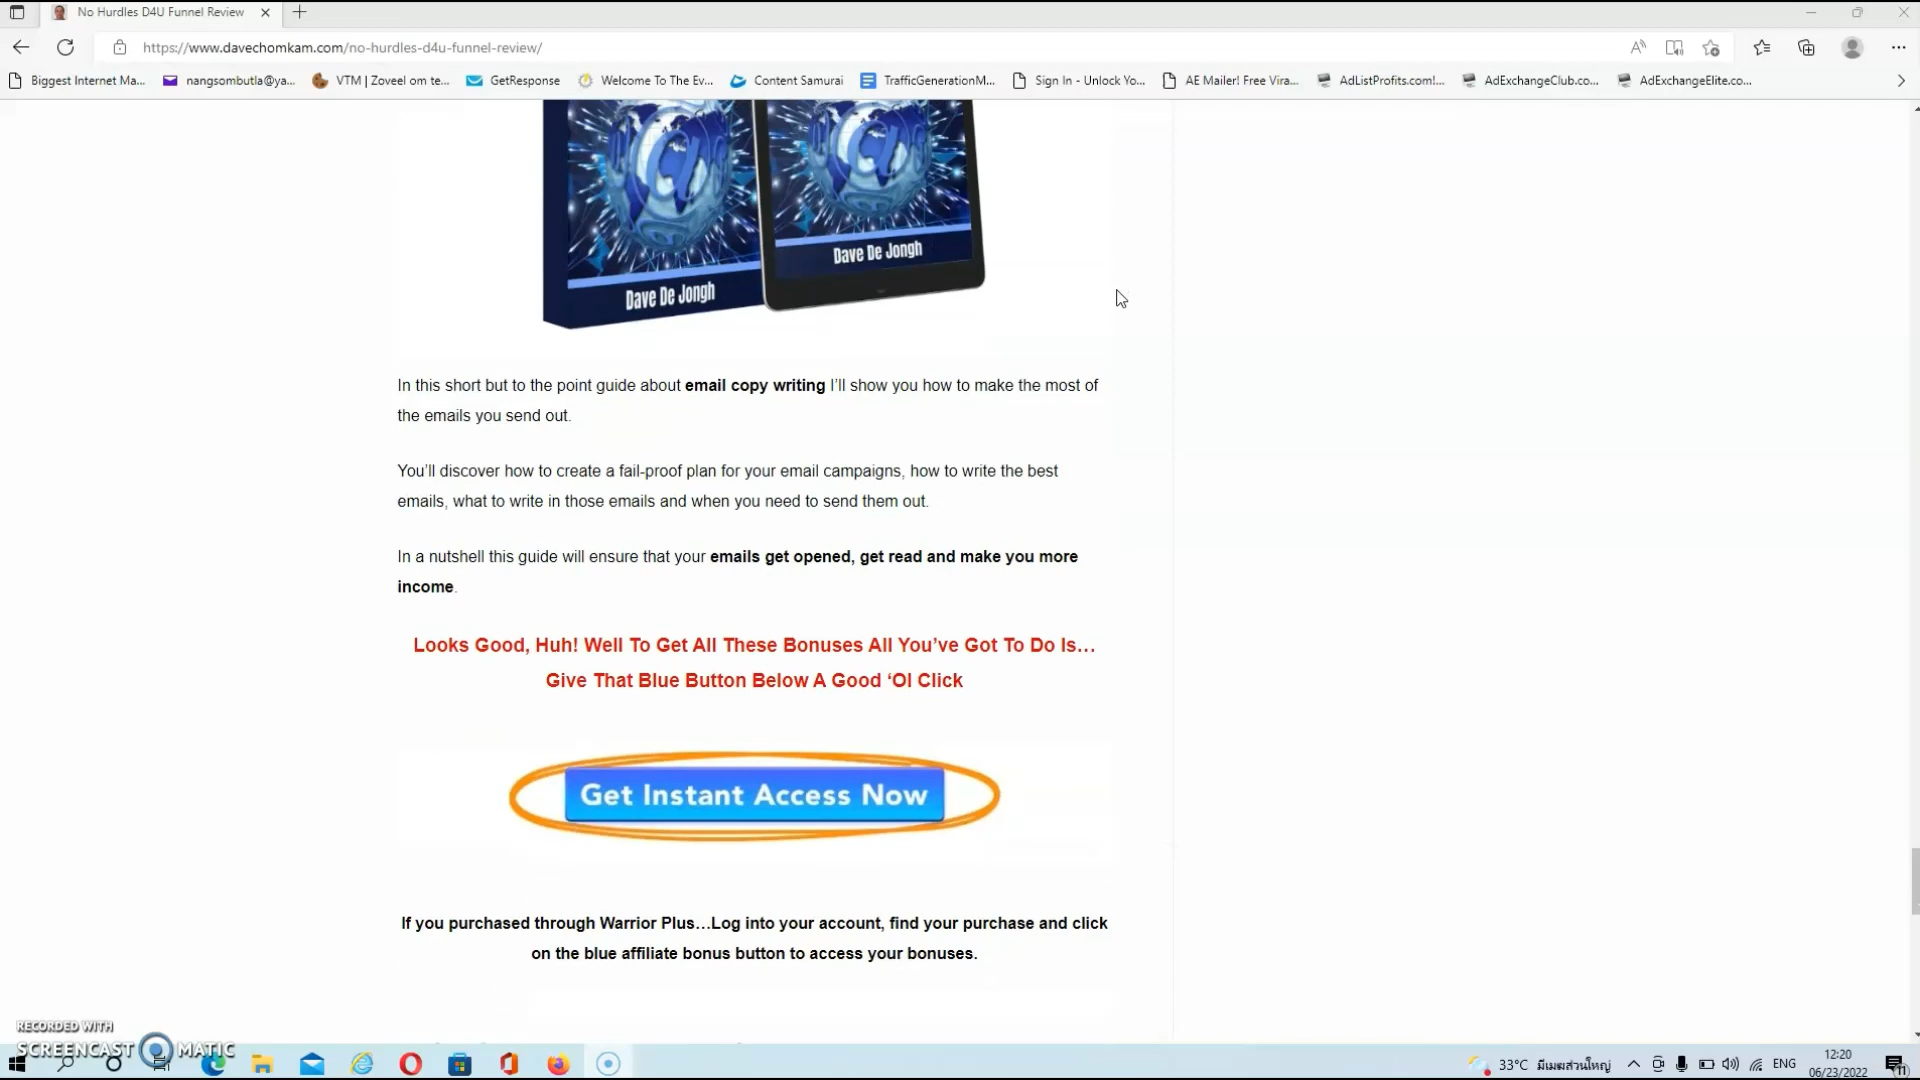 No Hurdles D4U Funnel Review
https://www.davechomkam.com/no-hurdles-d4u-funnel-review/
Biggest Internet Ma...
nangsombutla@ya...
VTM | Zoveel om te...
GetResponse
Welcome To The Ev...
Content Samurai
TrafficGenerationM...
Sign In - Unlock Yo...
AE Mailer! Free Vira...
AdListProfits.com!...
AdExchangeClub.co...
AdExchangeElite.co...
Dave De Jongh
Dave De Jongh
In this short but to the point guide about email copy writing I’ll show you how to make the most of
the emails you send out.
You’ll discover how to create a fail-proof plan for your email campaigns, how to write the best
emails, what to write in those emails and when you need to send them out.
In a nutshell this guide will ensure that your emails get opened, get read and make you more
income.
Looks Good, Huh! Well To Get All These Bonuses All You’ve Got To Do Is…
Give That Blue Button Below A Good ‘Ol Click
Get Instant Access Now
If you purchased through Warrior Plus…Log into your account, find your purchase and click
on the blue affiliate bonus button to access your bonuses.
RECORDED WITH
SCREENCAST MATIC
33°C มีเมฆส่วนใหญ่
ENG
12:20
06/23/2022